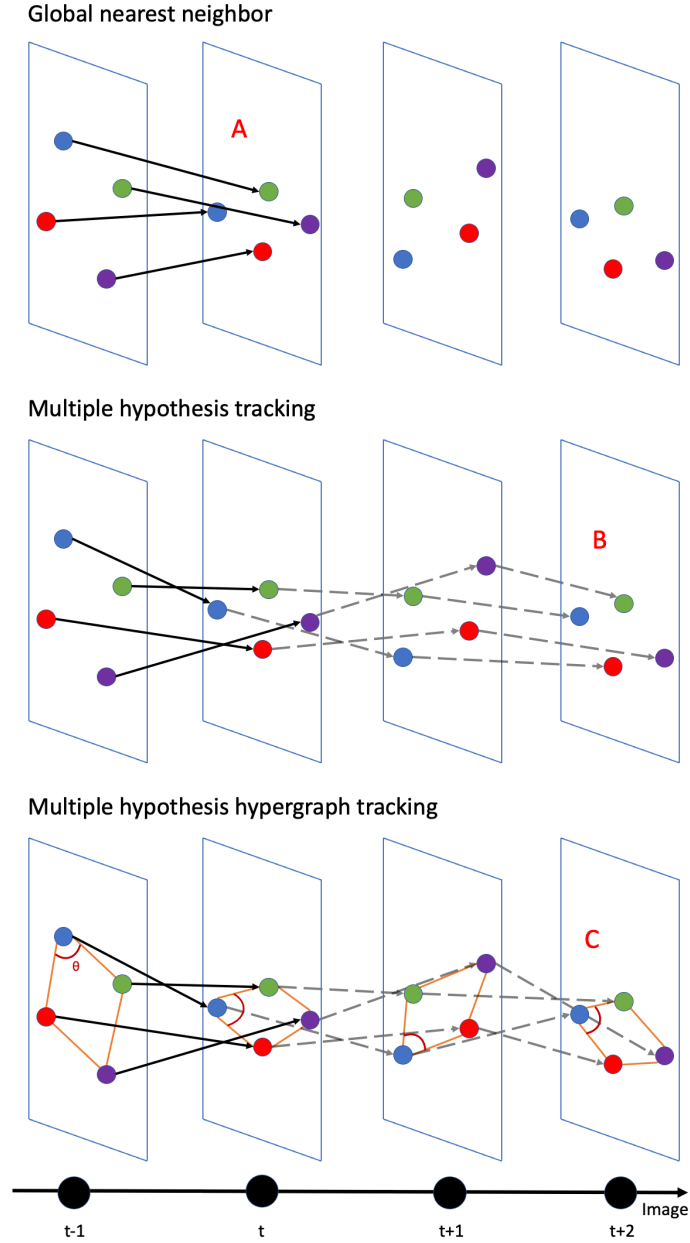 Global nearest neighbor
A
Multiple hypothesis tracking
B
Multiple hypothesis hypergraph tracking
C
θ
Image
t-1
t
t+1
t+2